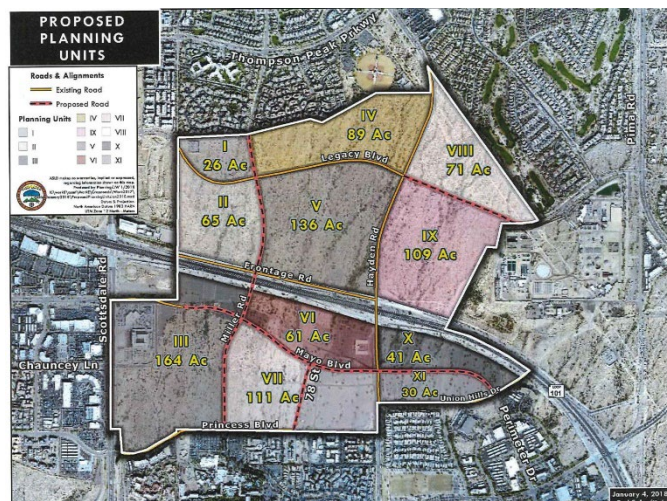 PROPOSED
PLANNING
UNITS
Roads & Alignments
Existing Road
Proposed Road
Planning Units
I
II
III
IV
IX
V
VI
VII
VIII
X
XI
Thompson Peak Prkwy
Pima Rd
IV
89 Ac
I
26 Ac
Legacy Blvd
VIII
71 Ac
II
65 Ac
V
136 Ac
Hayden Rd
IX
109 Ac
Scottsdale Rd
Frontage Rd
Miller Rd
VI
61 Ac
III
164 Ac
Chauncey Ln
Mayo Blvd
X
41 Ac
VII
111 Ac
78 St
XI
30 Ac
Union Hills Dr
101
Princess Blvd
Perimeter Dr